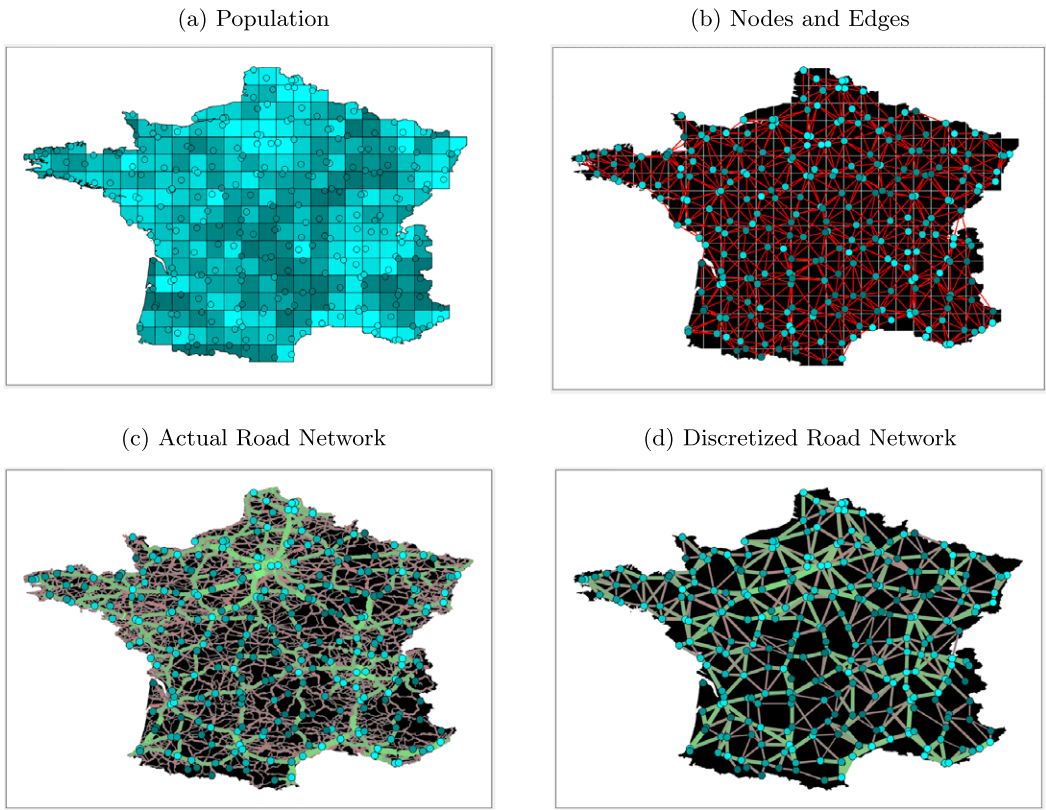 (a) Population
(b) Nodes and Edges
(c) Actual Road Network
(d) Discretized Road Network